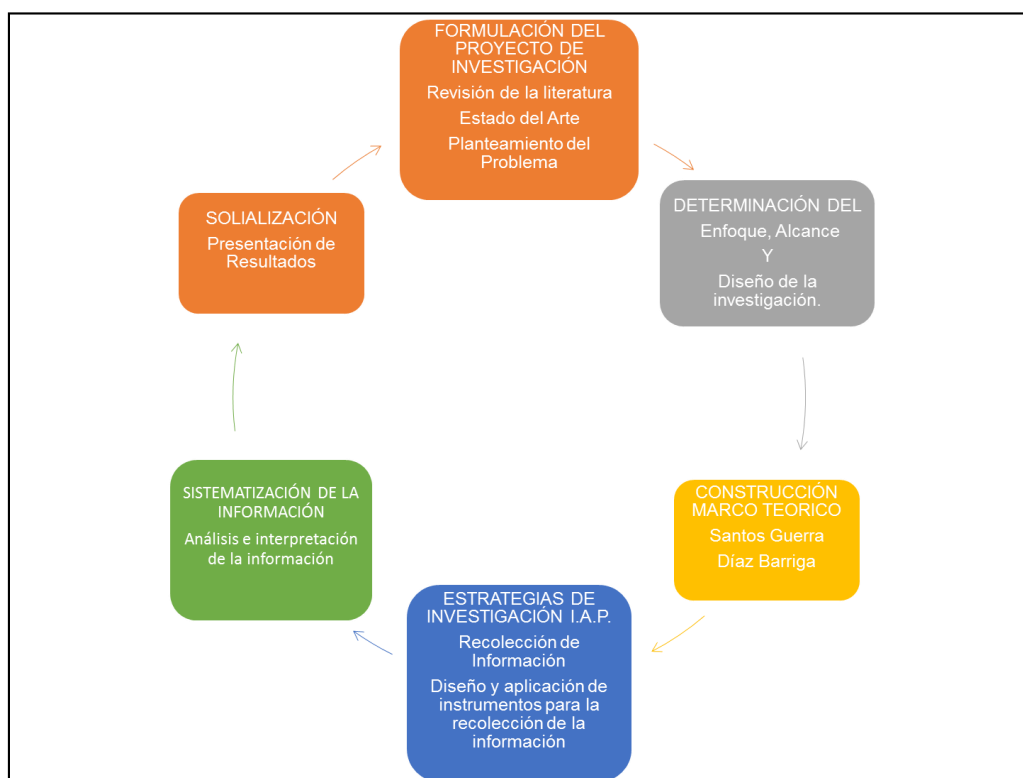 FORMULACIÓN DEL
PROYECTO DE
INVESTIGACIÓN
Revisión de la literatura
Estado del Arte
Planteamiento del
Problema
DETERMINACIÓN DEL
Enfoque, Alcance
Y
Diseño de la
investigación.
CONSTRUCCIÓN
MARCO TEORICO
Santos Guerra
Díaz Barriga
ESTRATEGIAS DE
INVESTIGACIÓN I.A.P.
Recolección de
Información
Diseño y aplicación de
instrumentos para la
recolección de la
información
SISTEMATIZACIÓN DE LA
INFORMACIÓN
Análisis e interpretación
de la información
SOLIALIZACIÓN
Presentación de
Resultados